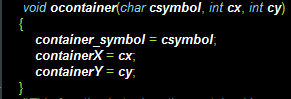 void ocontainer(char csymbol, int cx, int cy)
{
container_symbol = csymbol;
containerX = cx;
containerY = cy;
}